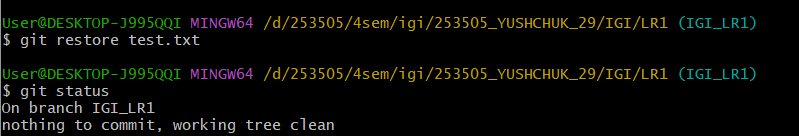 User@DESKTOP-J995QQI MINGW64 /d/253505/4sem/igi/253505_YUSHCHUK_29/IGI/LR1 (IGI_LR1)
$ git restore test.txt
User@DESKTOP-J995QQI MINGW64 /d/253505/4sem/igi/253505_YUSHCHUK_29/IGI/LR1 (IGI_LR1)
$ git status
On branch IGI_LR1
nothing to commit, working tree clean